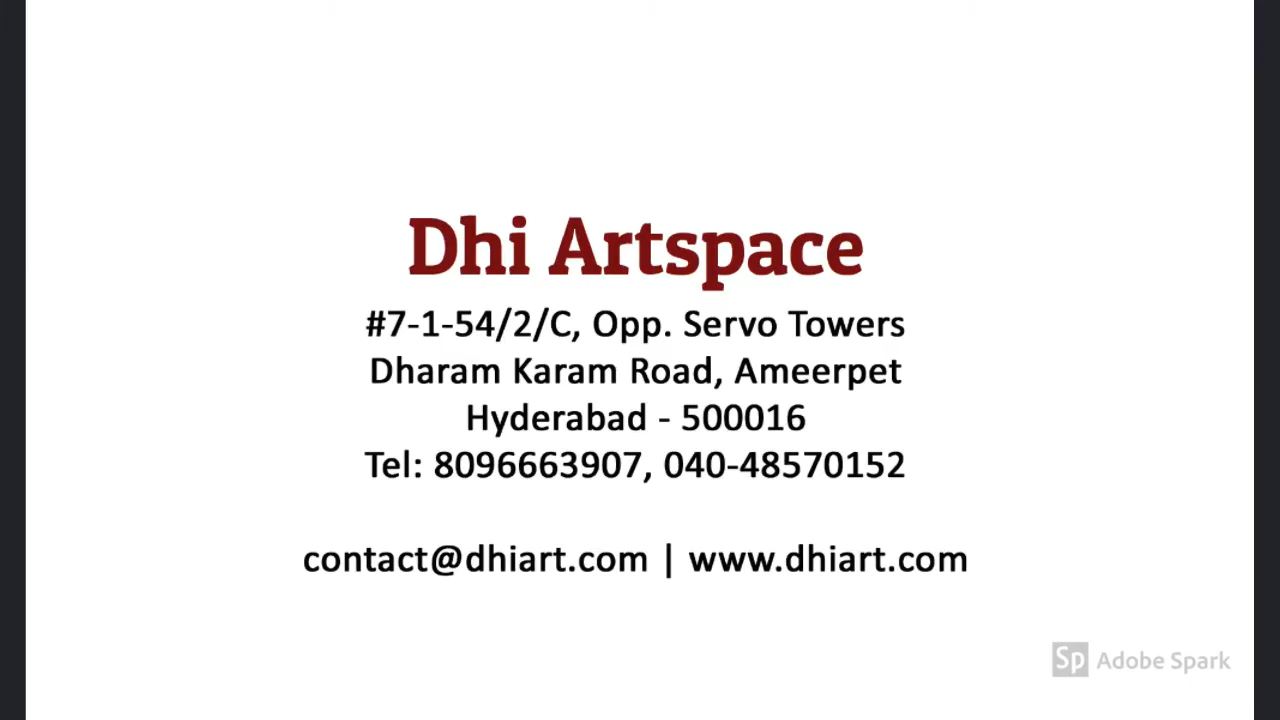 Dhi Artspace
#7-1-54/2/C, Opp. Servo Towers
Dharam Karam Road, Ameerpet
Hyderabad - 500016
Tel: 8096663907, 040-48570152
contact@dhiart.com | www.dhiart.com
Sp Adobe Spark